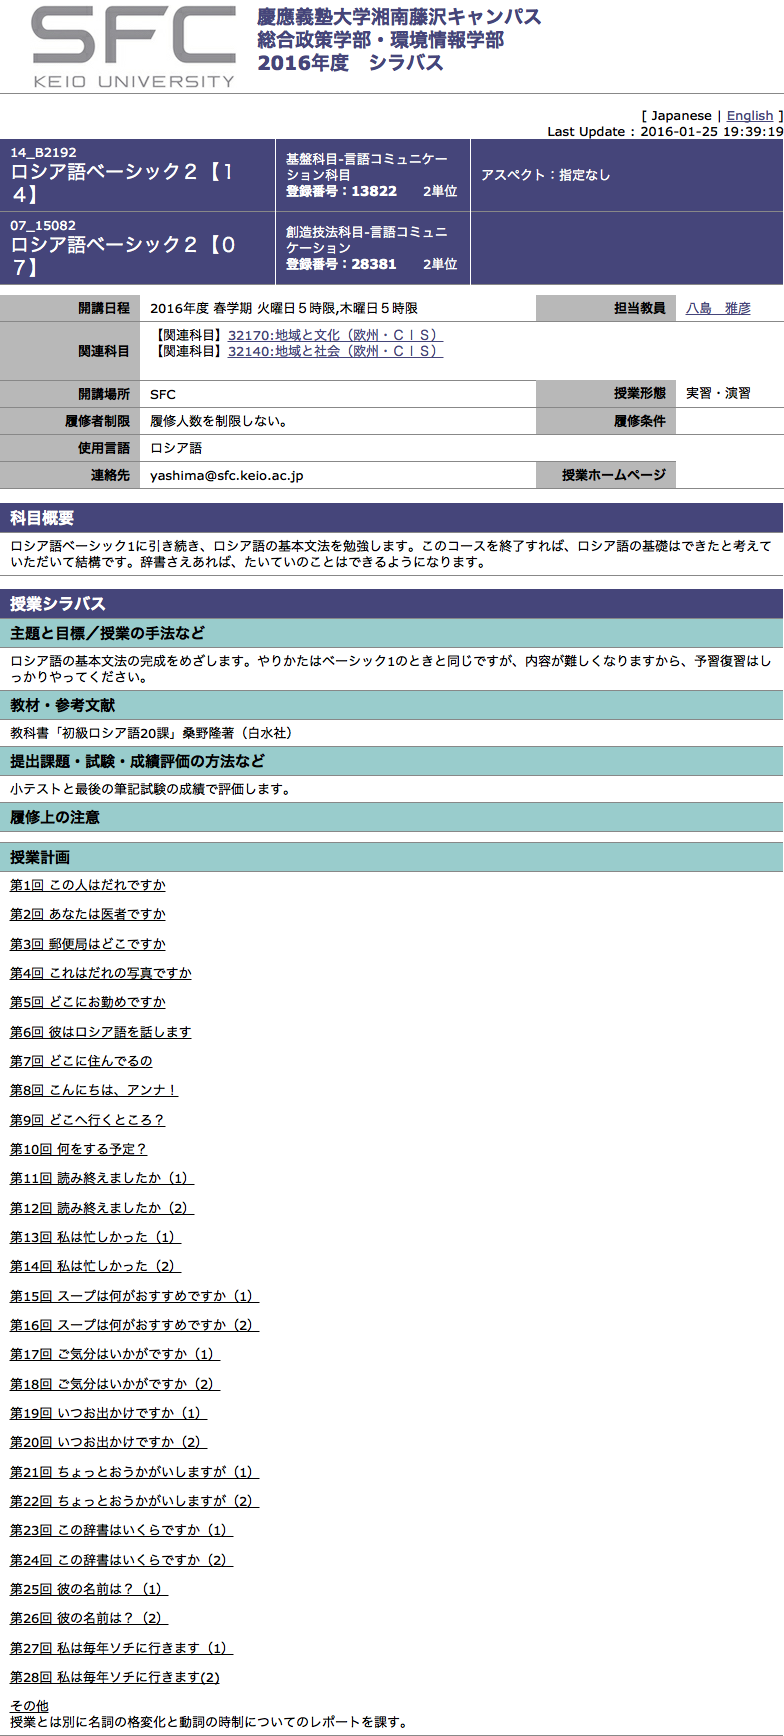 SFC
KEIO UNIVERSITY
慶應義塾大学湘南藤沢キャンパス
総合政策学部・環境情報学部
2016年度　シラバス
[ Japanese | English ]
Last Update : 2016-01-25 19:39:19
14_B2192
ロシア語ベーシック２【１
４】
基盤科目-言語コミュニケー
ション科目
登録番号：13822　　2単位
アスペクト：指定なし
07_15082
ロシア語ベーシック２【０
７】
創造技法科目-言語コミュニ
ケーション
登録番号：28381　　2単位
開講日程　2016年度 春学期 火曜日５時限,木曜日５時限　担当教員　八島　雅彦
関連科目
【関連科目】32170:地域と文化（欧州・ＣＩＳ）
【関連科目】32140:地域と社会（欧州・ＣＩＳ）
開講場所　SFC　授業形態　実習・演習
履修者制限　履修人数を制限しない。　履修条件
使用言語　ロシア語
連絡先　yashima@sfc.keio.ac.jp　授業ホームページ
科目概要
ロシア語ベーシック1に引き続き、ロシア語の基本文法を勉強します。このコースを終了すれば、ロシア語の基礎はできたと考えて
いただいて結構です。辞書さえあれば、たいていのことはできるようになります。
授業シラバス
主題と目標／授業の手法など
ロシア語の基本文法の完成をめざします。やりかたはベーシック1のときと同じですが、内容が難しくなりますから、予習復習はし
っかりやってください。
教材・参考文献
教科書「初級ロシア語20課」桑野隆著（白水社）
提出課題・試験・成績評価の方法など
小テストと最後の筆記試験の成績で評価します。
履修上の注意
授業計画
第1回 この人はだれですか
第2回 あなたは医者ですか
第3回 郵便局はどこですか
第4回 これはだれの写真ですか
第5回 どこにお勤めですか
第6回 彼はロシア語を話します
第7回 どこに住んでるの
第8回 こんにちは、アンナ！
第9回 どこへ行くところ？
第10回 何をする予定？
第11回 読み終えましたか（1）
第12回 読み終えましたか（2）
第13回 私は忙しかった（1）
第14回 私は忙しかった（2）
第15回 スープは何がおすすめですか（1）
第16回 スープは何がおすすめですか（2）
第17回 ご気分はいかがですか（1）
第18回 ご気分はいかがですか（2）
第19回 いつお出かけですか（1）
第20回 いつお出かけですか（2）
第21回 ちょっとおうかがいしますが（1）
第22回 ちょっとおうかがいしますが（2）
第23回 この辞書はいくらですか（1）
第24回 この辞書はいくらですか（2）
第25回 彼の名前は？（1）
第26回 彼の名前は？（2）
第27回 私は毎年ソチに行きます（1）
第28回 私は毎年ソチに行きます(2)
その他
授業とは別に名詞の格変化と動詞の時制についてのレポートを課す。